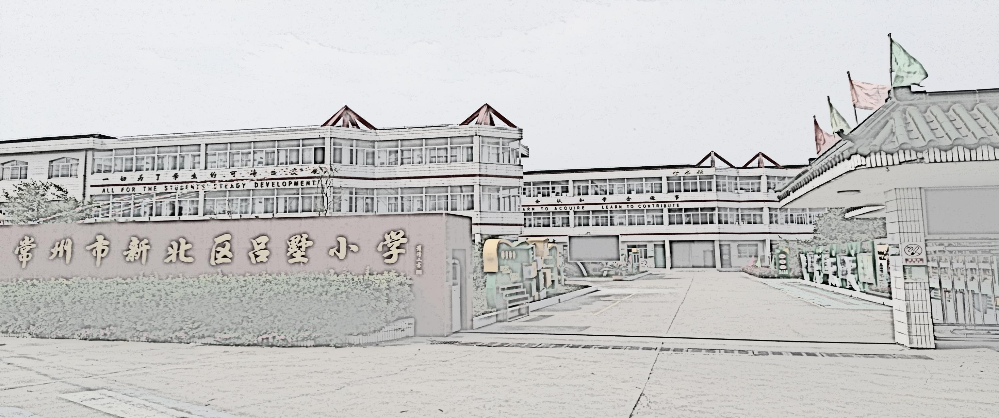 一切为了学生的可持续发展
ALL FOR THE STUDENTS' STEADY DEVELOPMENT
会认知 学会做事
EARN TO ACQUIRE LEARN TO CONTRIBUTE
常州市新北区吕墅小学